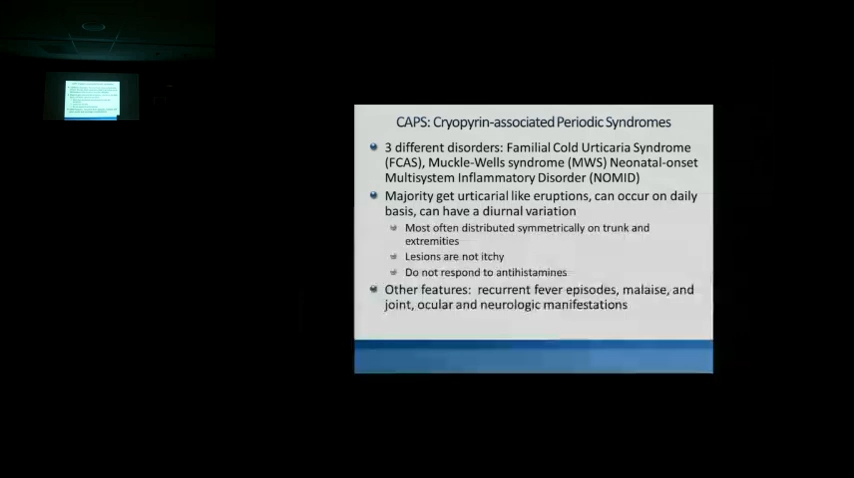 CAPS: Cryopyrin-associated Periodic Syndromes
3 different disorders: Familial Cold Urticaria Syndrome
(FCAS), Muckle-Wells syndrome (MWS) Neonatal-onset
Multisystem Inflammatory Disorder (NOMID)
Majority get urticarial like eruptions, can occur on daily
basis, can have a diurnal variation
Most often distributed symmetrically on trunk and
extremities
Lesions are not itchy
Do not respond to antihistamines
Other features: recurrent fever episodes, malaise, and
joint, ocular and neurologic manifestations